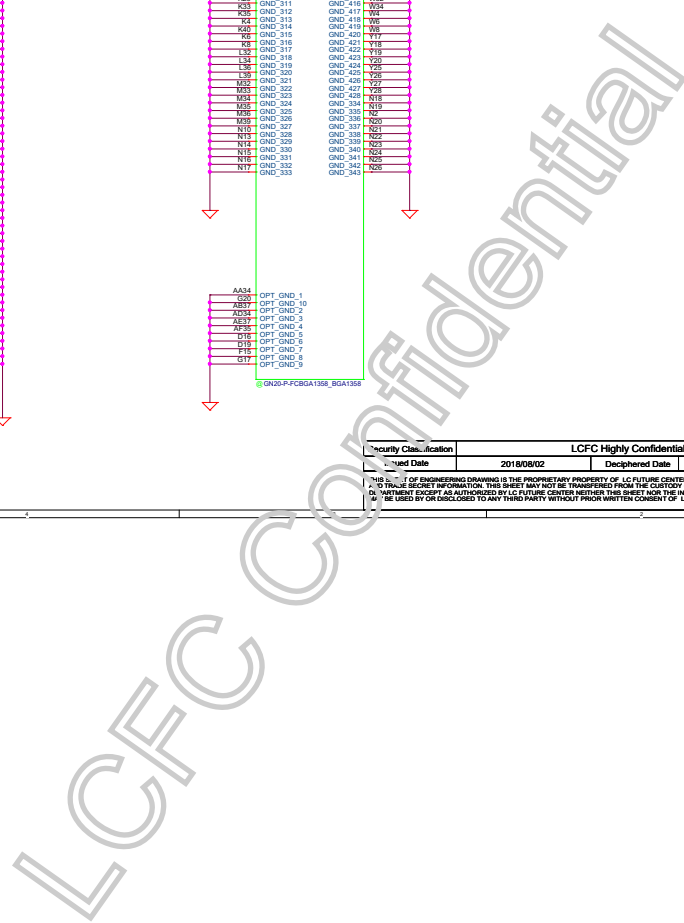 K33 GND_311 GND_416 W34
K35 GND_312 GND_417 W4
K4 GND_313 GND_418 W6
K40 GND_314 GND_419 W8
K6 GND_315 GND_420 Y17
K8 GND_316 GND_421 Y18
L32 GND_317 GND_422 Y19
L34 GND_318 GND_423 Y20
L36 GND_319 GND_424 Y25
L39 GND_320 GND_425 Y26
M32 GND_321 GND_426 Y27
M33 GND_322 GND_427 Y28
M34 GND_323 GND_428 N18
M35 GND_324 GND_334 N19
M36 GND_325 GND_335 N2
M39 GND_326 GND_336 N20
N10 GND_327 GND_337 N21
N13 GND_328 GND_338 N22
N14 GND_329 GND_339 N23
N15 GND_330 GND_340 N24
N16 GND_331 GND_341 N25
N17 GND_332 GND_342 N26
GND_333 GND_343
AA34 OPT_GND_1
G20 OPT_GND_10
AB37 OPT_GND_2
AD34 OPT_GND_3
AE37 OPT_GND_4
AF35 OPT_GND_5
D16 OPT_GND_6
D19 OPT_GND_7
F15 OPT_GND_8
G17 OPT_GND_9
@ GN20-P-FCBGA1358_BGA1358
Security Classification LCFC Highly Confidential
Issued Date 2018/08/02 Deciphered Date
THIS SHEET OF ENGINEERING DRAWING IS THE PROPRIETARY PROPERTY OF LC FUTURE CENTE
AND TRADE SECRET INFORMATION. THIS SHEET MAY NOT BE TRANSFERED FROM THE CUSTODY
DEPARTMENT EXCEPT AS AUTHORIZED BY LC FUTURE CENTER NEITHER THIS SHEET NOR THE IN
MAY BE USED BY OR DISCLOSED TO ANY THIRD PARTY WITHOUT PRIOR WRITTEN CONSENT OF L
4 2
LCFC Confidential